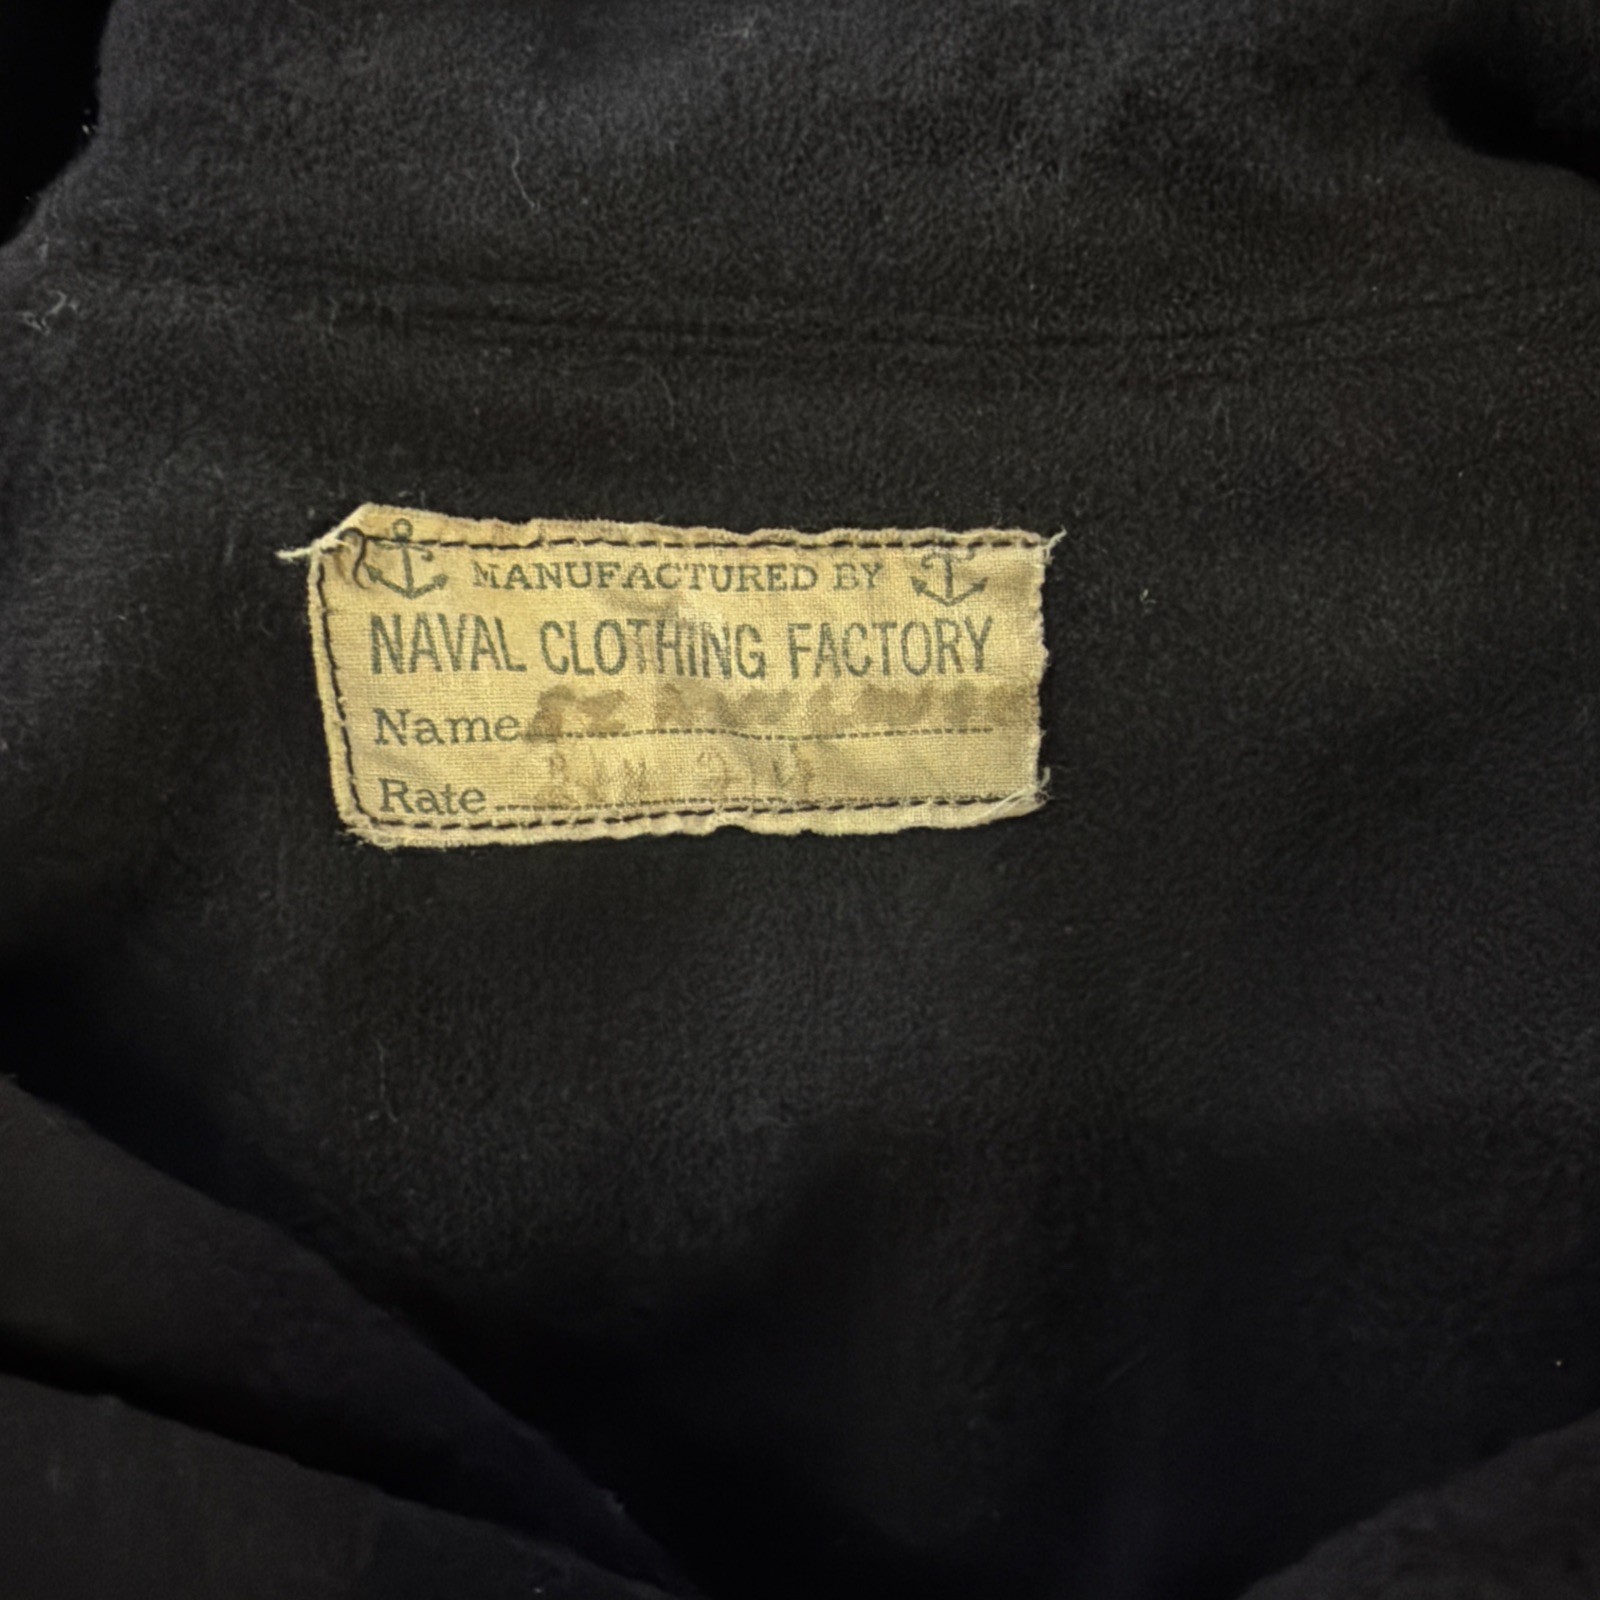 MANUFACTURED BY
NAVAL CLOTHING FACTORY
Name
Rate